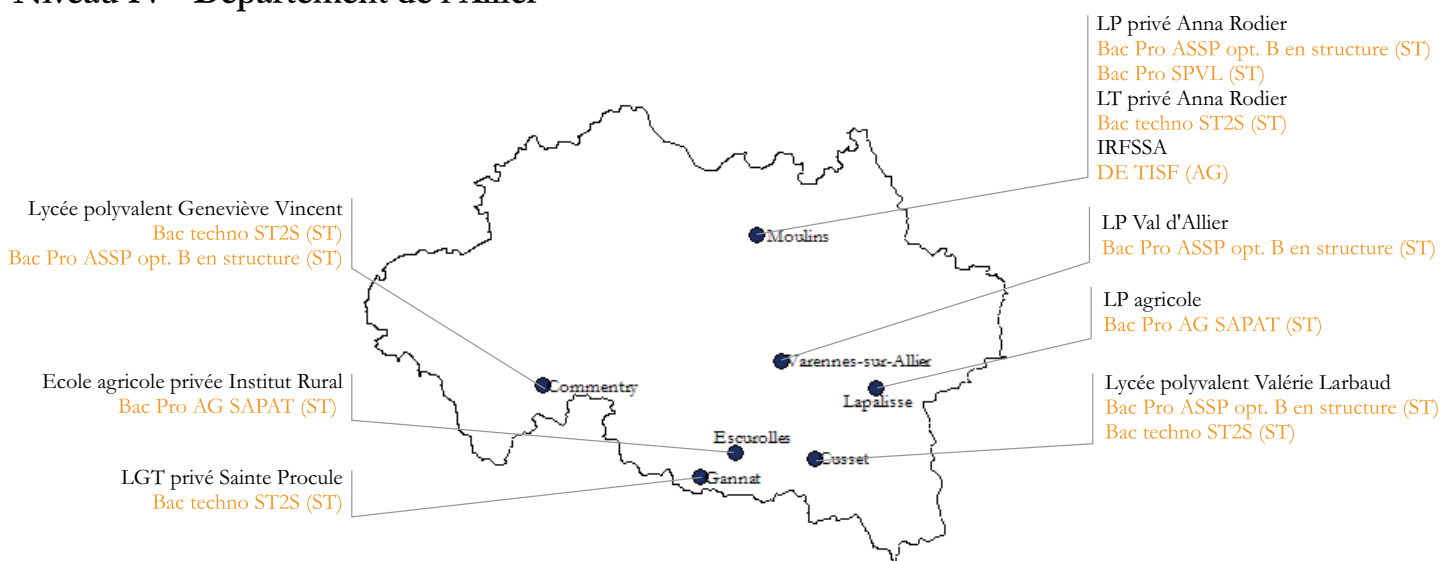 Niveau IV - Département de l'Allier
LP privé Anna Rodier
Bac Pro ASSP opt. B en structure (ST)
Bac Pro SPVL (ST)
LT privé Anna Rodier
Bac techno ST2S (ST)
IRFSSA
DE TISF (AG)
Lycée polyvalent Geneviève Vincent
Bac techno ST2S (ST)
Bac Pro ASSP opt. B en structure (ST)
LP Val d'Allier
Bac Pro ASSP opt. B en structure (ST)
Moulins
LP agricole
Bac Pro AG SAPAT (ST)
Varennes-sur-Allier
Ecole agricole privée Institut Rural
Bac Pro AG SAPAT (ST)
Commentry
Lapalisse
Lycée polyvalent Valérie Larbaud
Bac Pro ASSP opt. B en structure (ST)
Bac techno ST2S (ST)
Escurolles
Cusset
Gannat
LGT privé Sainte Procule
Bac techno ST2S (ST)